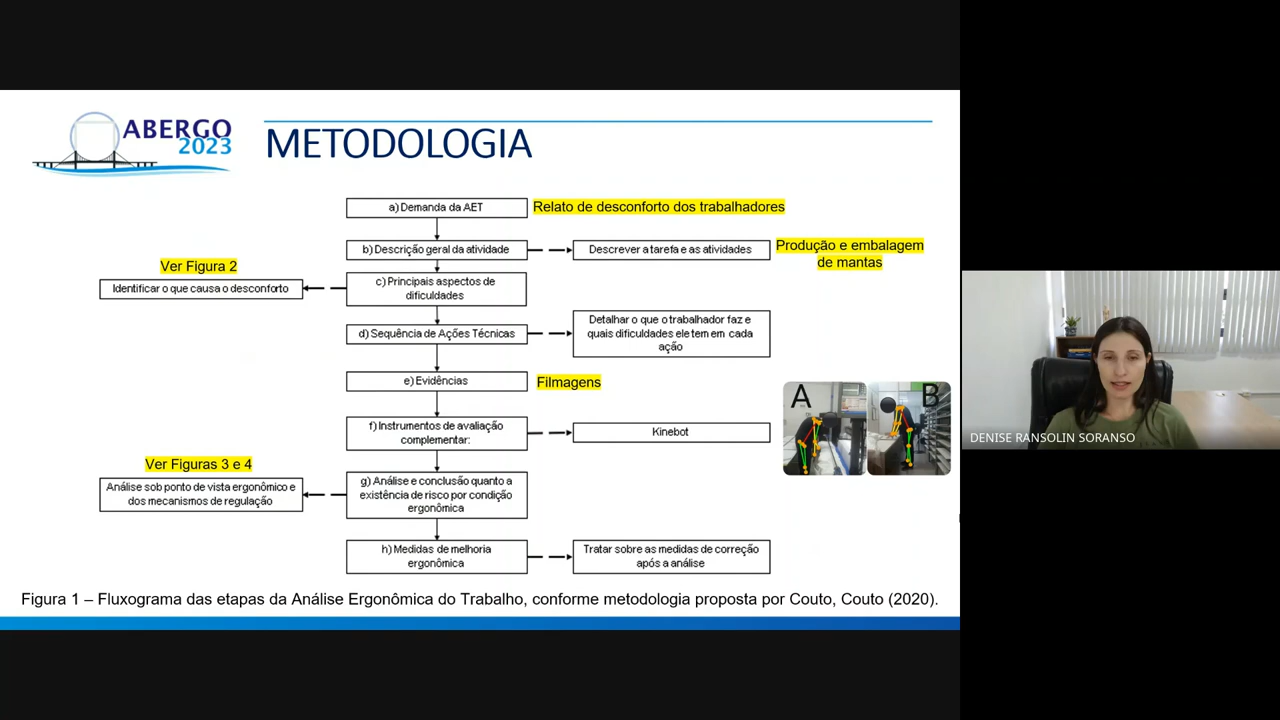 ABERGO
2023
METODOLOGIA
a) Demanda da AET
Relato de desconforto dos trabalhadores
b) Descrição geral da atividade
Descrever a tarefa e as atividades
Produção e embalagem
de mantas
Ver Figura 2
Identificar o que causa o desconforto
c) Principais aspectos de
dificuldades
d) Sequência de Ações Técnicas
Detalhar o que o trabalhador faz e
quais dificuldades ele tem em cada
ação
e) Evidências
Filmagens
A
B
f) Instrumentos de avaliação
complementar:
Kinebot
Ver Figuras 3 e 4
Análise sob ponto de vista ergonômico e
dos mecanismos de regulação
g) Análise e conclusão quanto a
existência de risco por condição
ergonômica
h) Medidas de melhoria
ergonômica
Tratar sobre as medidas de correção
após a análise
Figura 1 – Fluxograma das etapas da Análise Ergonômica do Trabalho, conforme metodologia proposta por Couto, Couto (2020).
DENISE RANSOLIN SORANSO